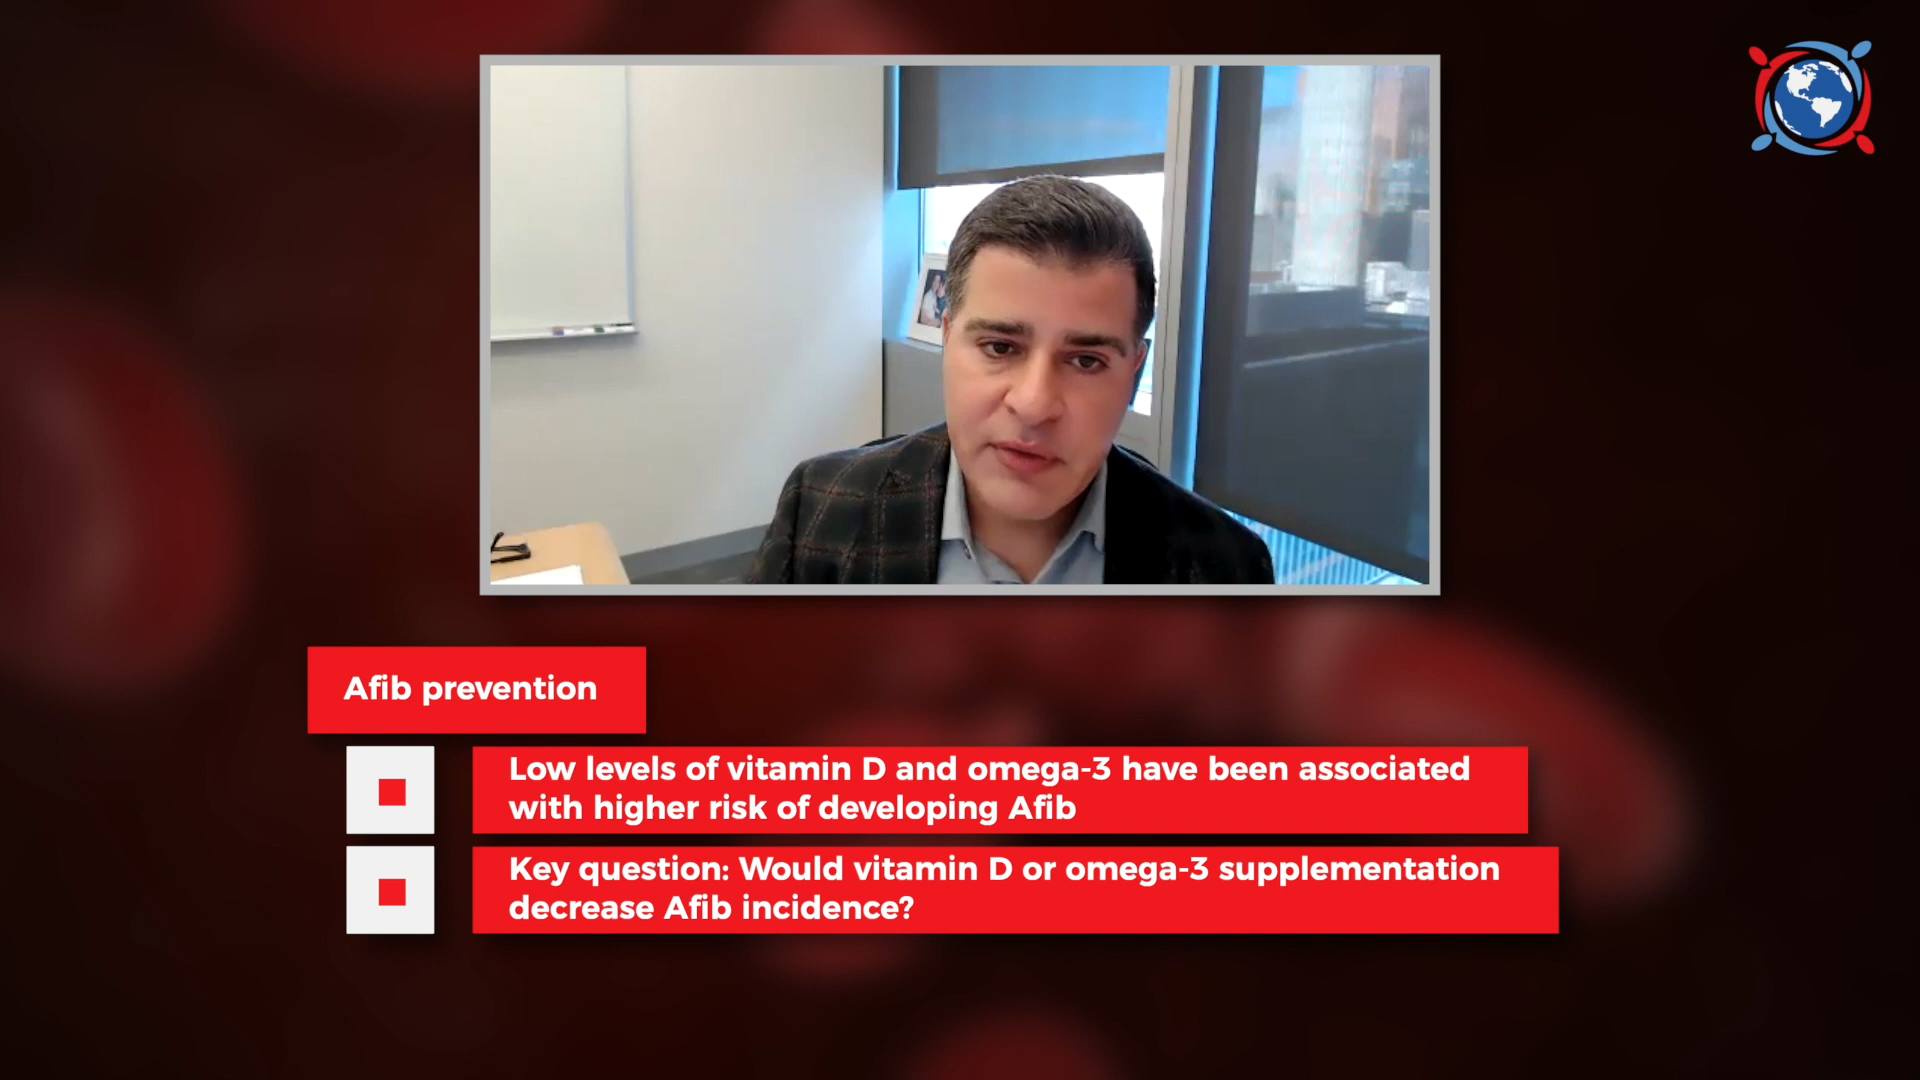 Afib prevention
Low levels of vitamin D and omega-3 have been associated
with higher risk of developing Afib
Key question: Would vitamin D or omega-3 supplementation
decrease Afib incidence?